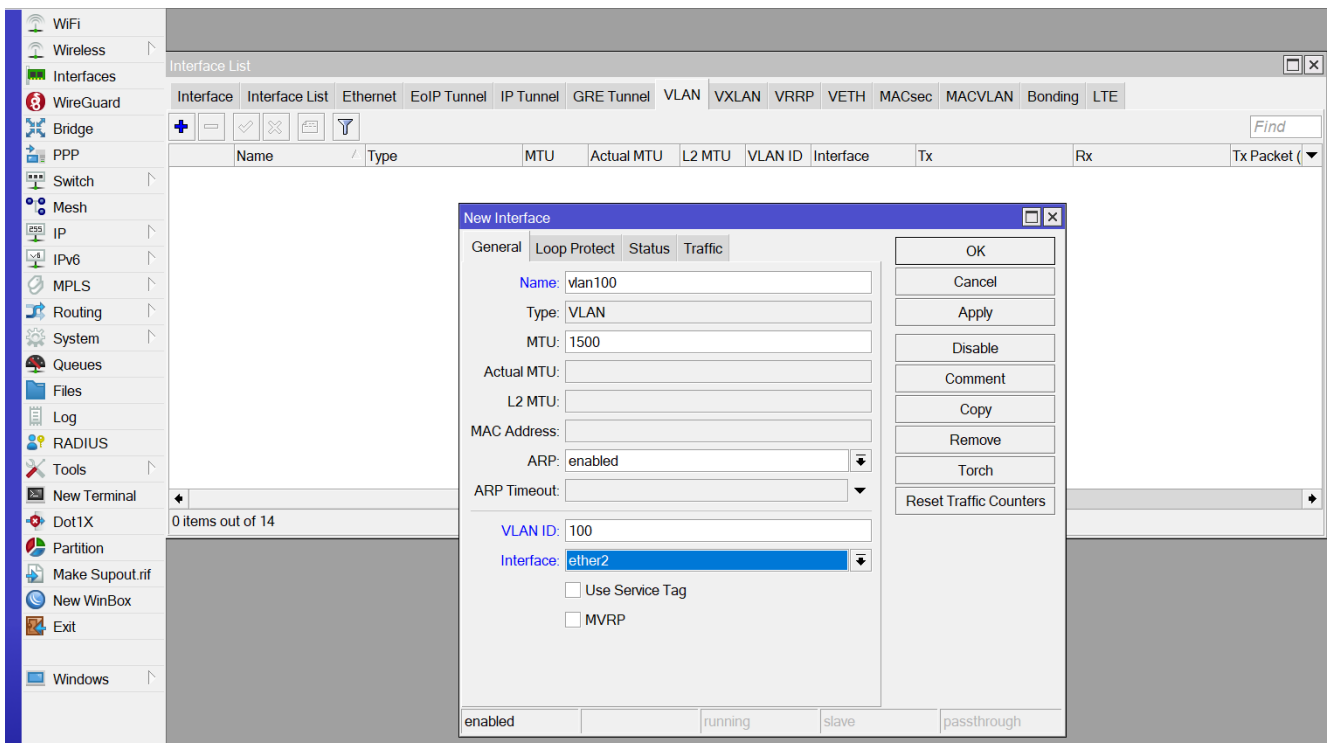 WiFi
Wireless
Interfaces
WireGuard
Bridge
PPP
Switch
Mesh
IP
IPv6
MPLS
Routing
System
Queues
Files
Log
RADIUS
Tools
New Terminal
Dot1X
Partition
Make Supout.rif
New WinBox
Exit
Windows
Interface List
Interface Interface List Ethernet EoIP Tunnel IP Tunnel GRE Tunnel VLAN VXLAN VRRP VETH MACsec MACVLAN Bonding LTE
Find
Name / Type MTU Actual MTU L2 MTU VLAN ID Interface Tx Rx Tx Packet (
0 items out of 14
New Interface
General Loop Protect Status Traffic
Name: vlan100
Type: VLAN
MTU: 1500
Actual MTU:
L2 MTU:
MAC Address:
ARP: enabled
ARP Timeout:
VLAN ID: 100
Interface: ether2
Use Service Tag
MVRP
OK
Cancel
Apply
Disable
Comment
Copy
Remove
Torch
Reset Traffic Counters
enabled running slave passthrough